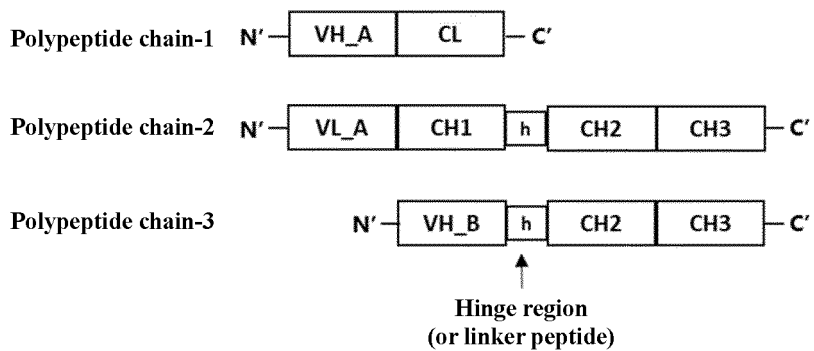 Polypeptide chain-1 N' VH_A CL C'
Polypeptide chain-2 N' VL_A CH1 h CH2 CH3 C'
Polypeptide chain-3 N' VH_B h CH2 CH3 C'
Hinge region
(or linker peptide)